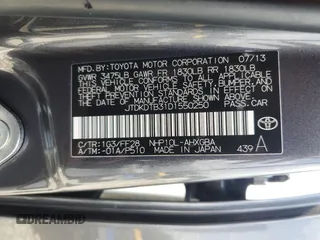 MFD. BY: TOYOTA MOTOR CORPORATION 07/13
GVWR 3475LB GAWR FR 1830LB RR 1830LB
THIS VEHICLE CONFORMS TO ALL APPLICABLE
FEDERAL MOTOR VEHICLE SAFETY, BUMPER, AND
THEFT PREVENTION STANDARDS IN EFFECT ON
THE DATE OF MANUFACTURE SHOWN ABOVE.
JTDKDTB31D1550250
C/TR:1G3/FF28 NHP10L-AHXGBA
A/TM:-01A/P510 MADE IN JAPAN 439 A
TOYOTA